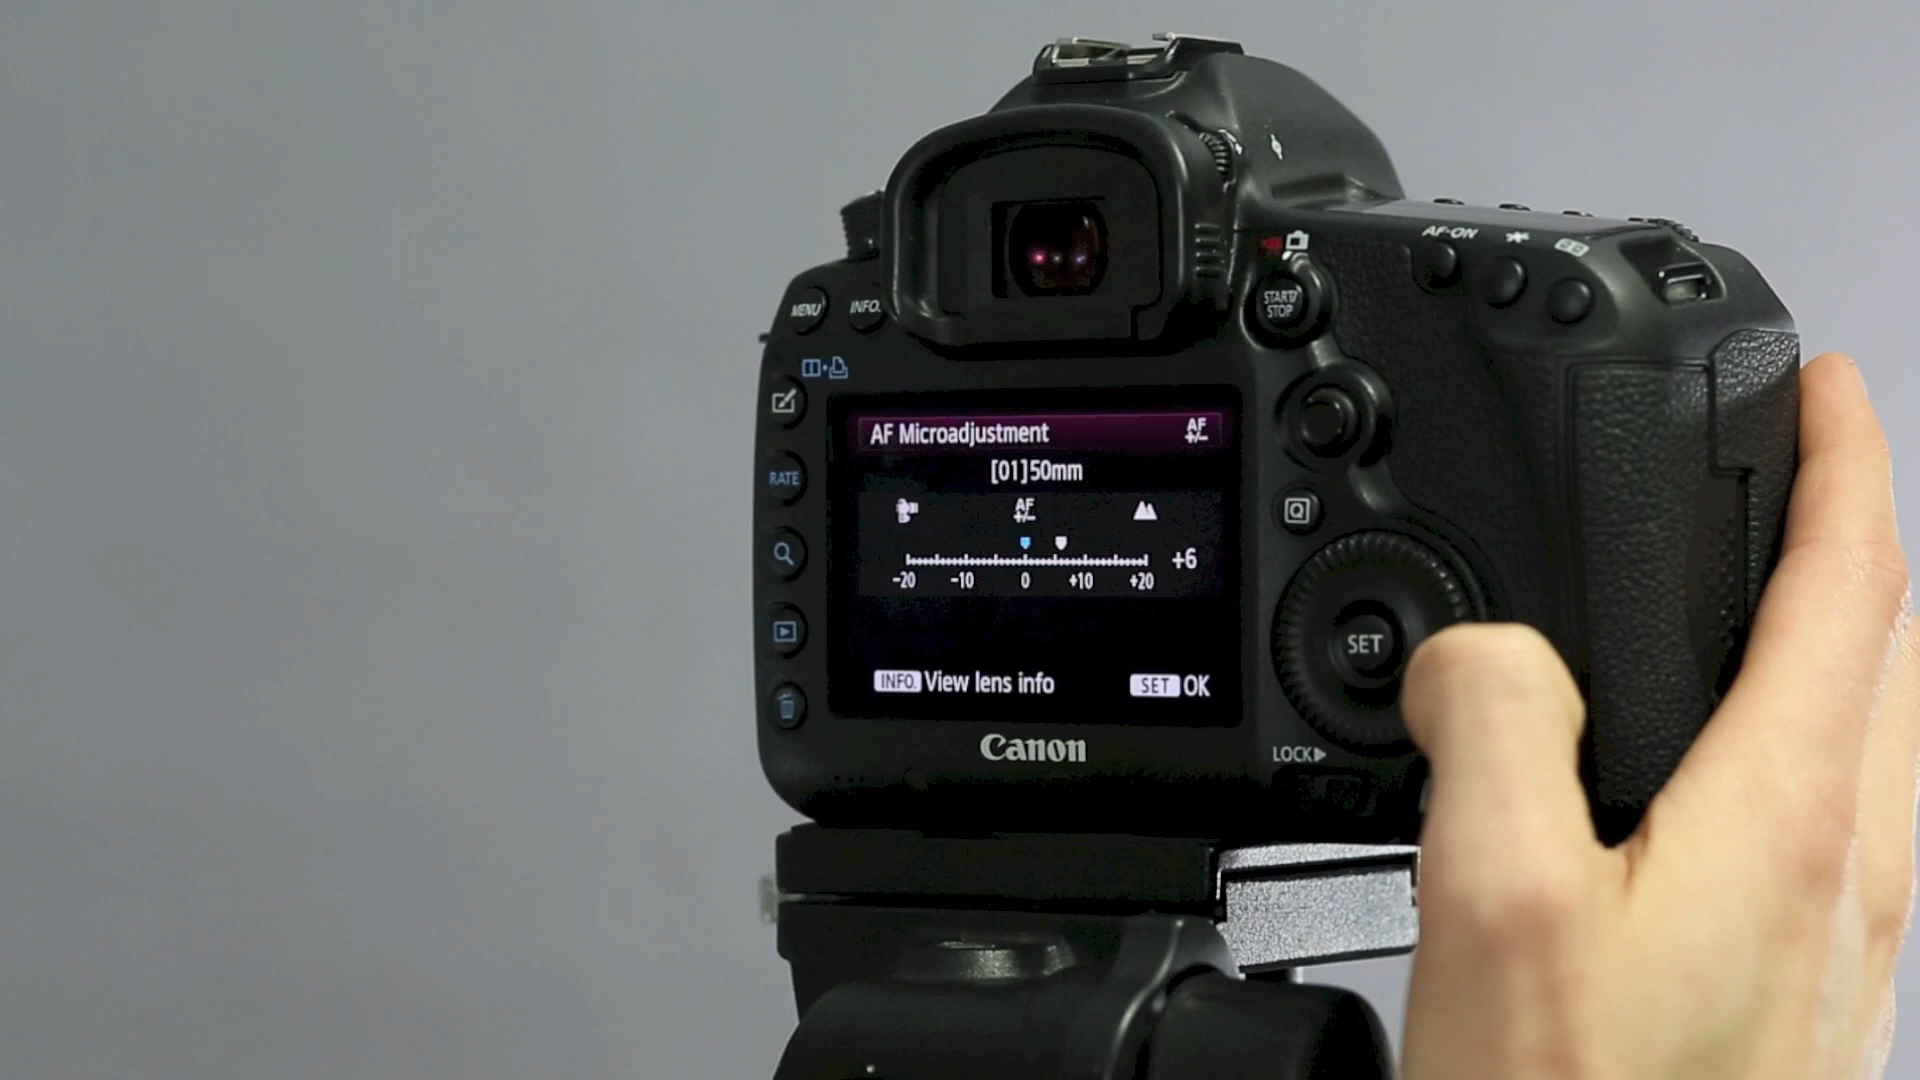 AF-ON
MENU
INFO.
START/
STOP
AF Microadjustment
AF
+/-
[01]50mm
RATE
AF
+/-
Q
+6
-20 -10 0 +10 +20
SET
INFO. View lens info
SET OK
Canon
LOCK▶